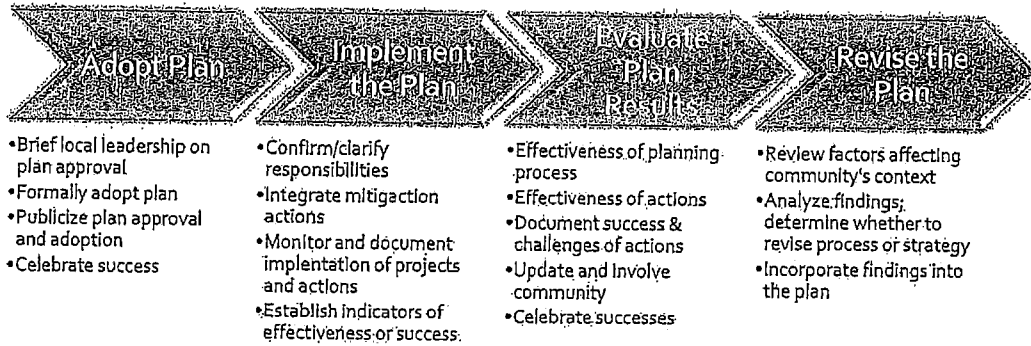 Adopt Plan
•Brief local leadership on
plan approval
•Formally adopt plan
•Publicize plan approval
and adoption
•Celebrate success
Implement
the Plan
•Confirm/clarify
responsibilities
•Integrate mitigaction
actions
•Monitor and document
implentation of projects
and actions
•Establish indicators of
effectiveness or success
Evaluate
Plan
Results
•Effectiveness of planning
process
•Effectiveness of actions
•Document success &
challenges of actions
•Update and involve
community
•Celebrate successes
Revise the
Plan
•Review factors affecting
community's context
•Analyze findings;
determine whether to
revise process or strategy
•Incorporate findings into
the plan